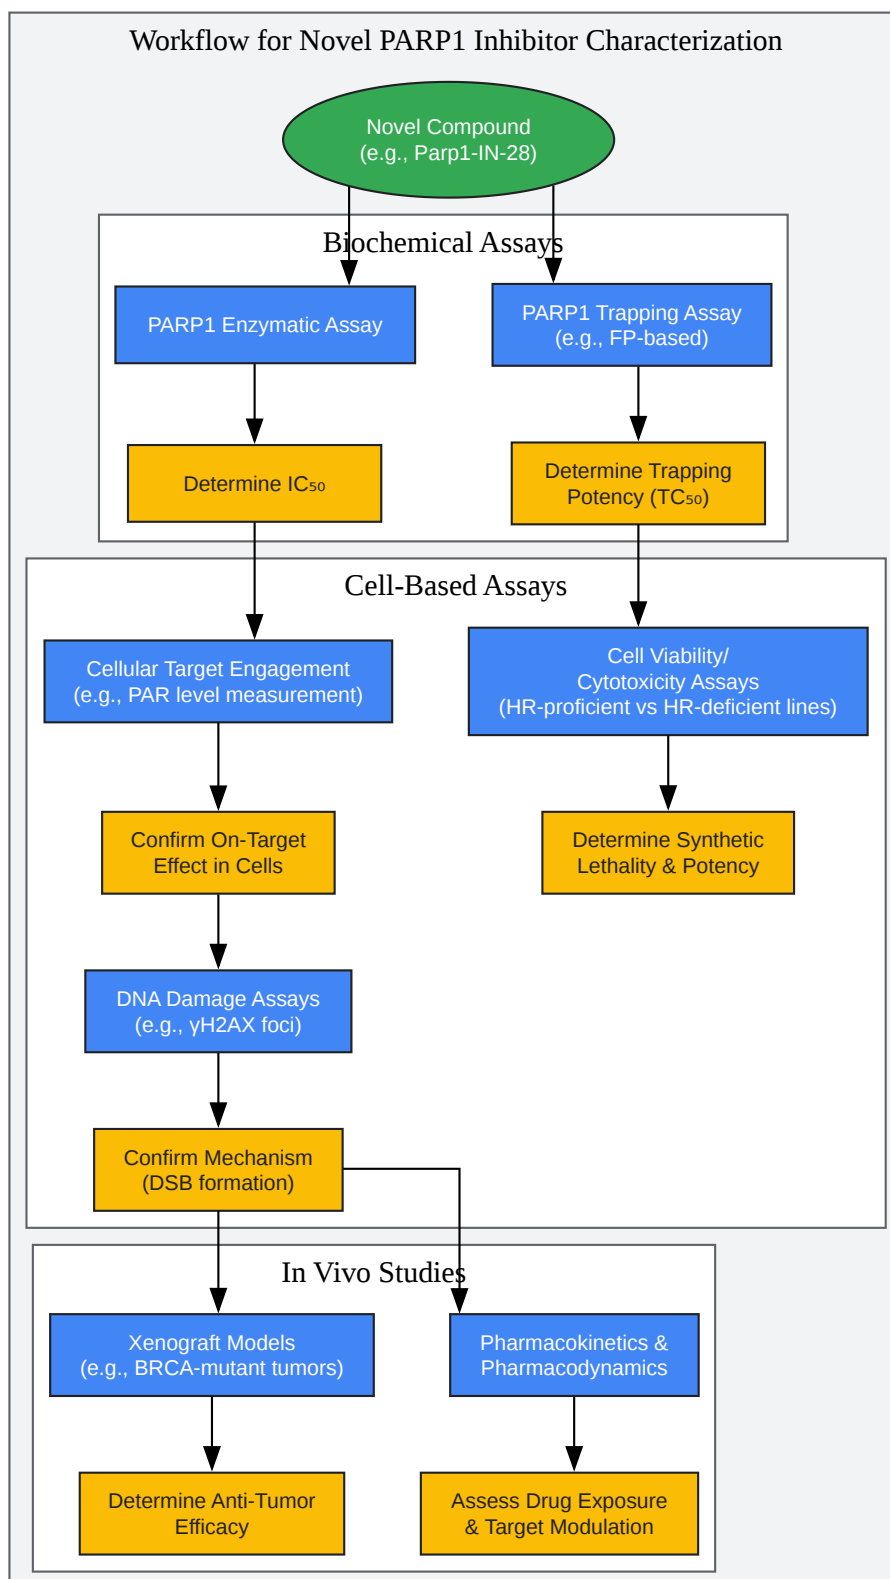 Workflow for Novel PARP1 Inhibitor Characterization
Novel Compound
(e.g., Parp1-IN-28)
Biochemical Assays
PARP1 Enzymatic Assay
PARP1 Trapping Assay
(e.g., FP-based)
Determine IC₅₀
Determine Trapping
Potency (TC₅₀)
Cell-Based Assays
Cellular Target Engagement
(e.g., PAR level measurement)
Cell Viability/
Cytotoxicity Assays
(HR-proficient vs HR-deficient lines)
Confirm On-Target
Effect in Cells
Determine Synthetic
Lethality & Potency
DNA Damage Assays
(e.g., γH2AX foci)
Confirm Mechanism
(DSB formation)
In Vivo Studies
Xenograft Models
(e.g., BRCA-mutant tumors)
Pharmacokinetics &
Pharmacodynamics
Determine Anti-Tumor
Efficacy
Assess Drug Exposure
& Target Modulation